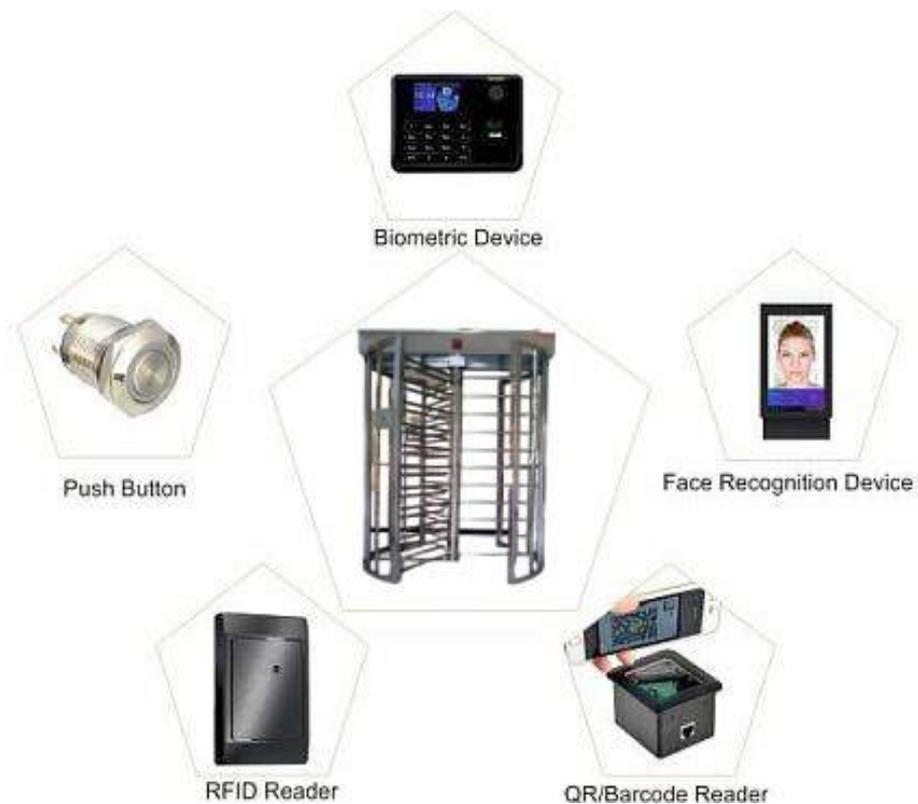 Biometric Device
Push Button
Face Recognition Device
RFID Reader
QR/Barcode Reader